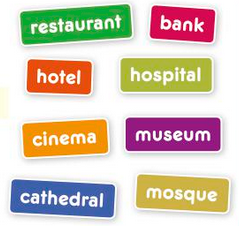 restaurant
bank
hotel
hospital
cinema
museum
cathedral
mosque